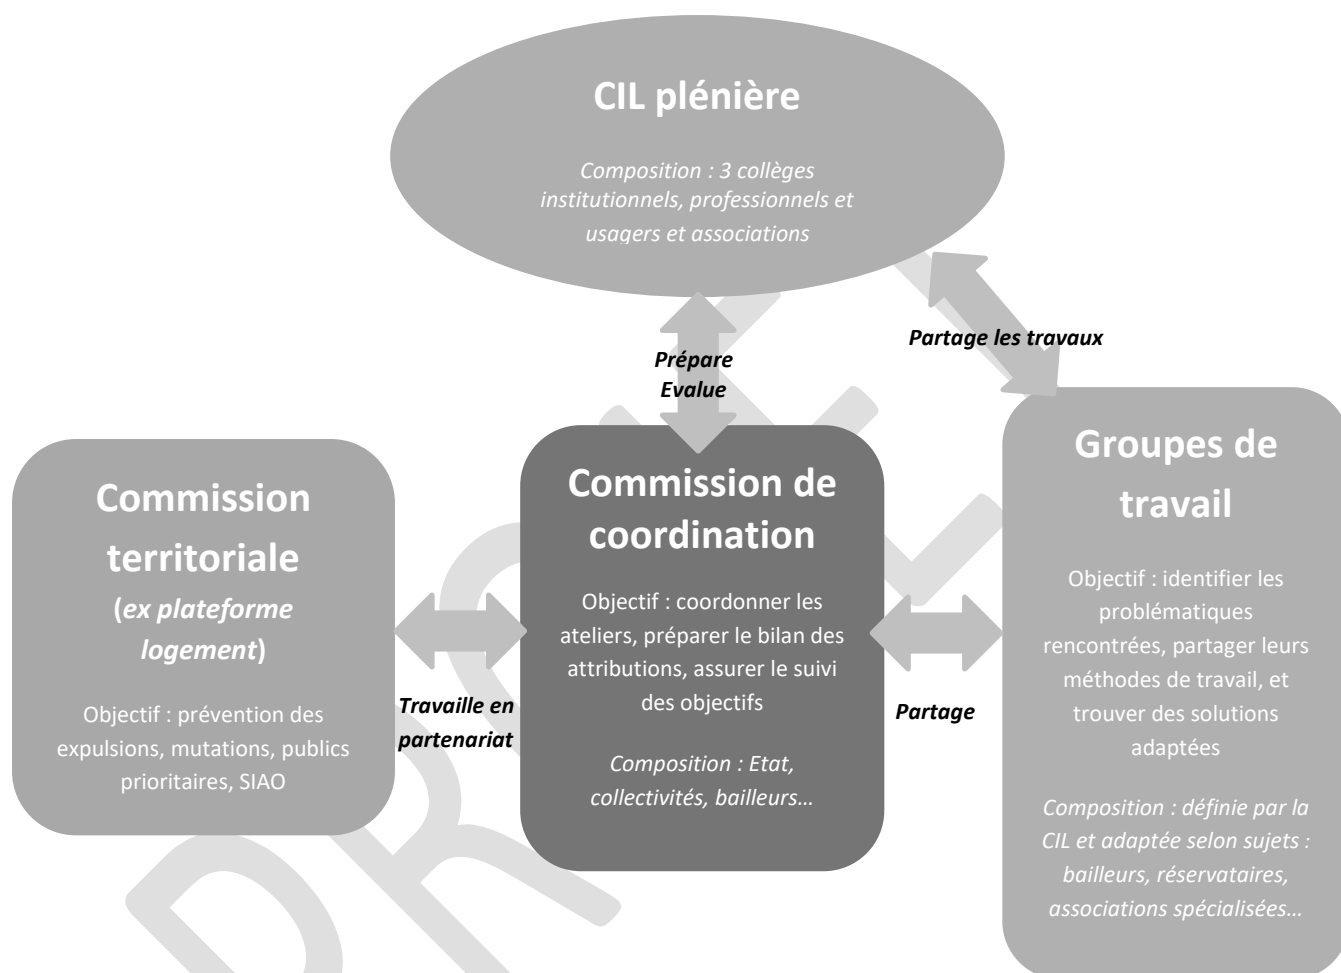 CIL plénière
Composition : 3 collèges
institutionnels, professionnels et
usagers et associations
Partage les travaux
Prépare
Evalue
Commission
territoriale
(ex plateforme
logement)
Objectif : prévention des
expulsions, mutations, publics
prioritaires, SIAO
Travaille en
partenariat
Commission de
coordination
Objectif : coordonner les
ateliers, préparer le bilan des
attributions, assurer le suivi
des objectifs
Composition : Etat,
collectivités, bailleurs…
Partage
Groupes de
travail
Objectif : identifier les
problématiques
rencontrées, partager leurs
méthodes de travail, et
trouver des solutions
adaptées
Composition : définie par la
CIL et adaptée selon sujets :
bailleurs, réservataires,
associations spécialisées…